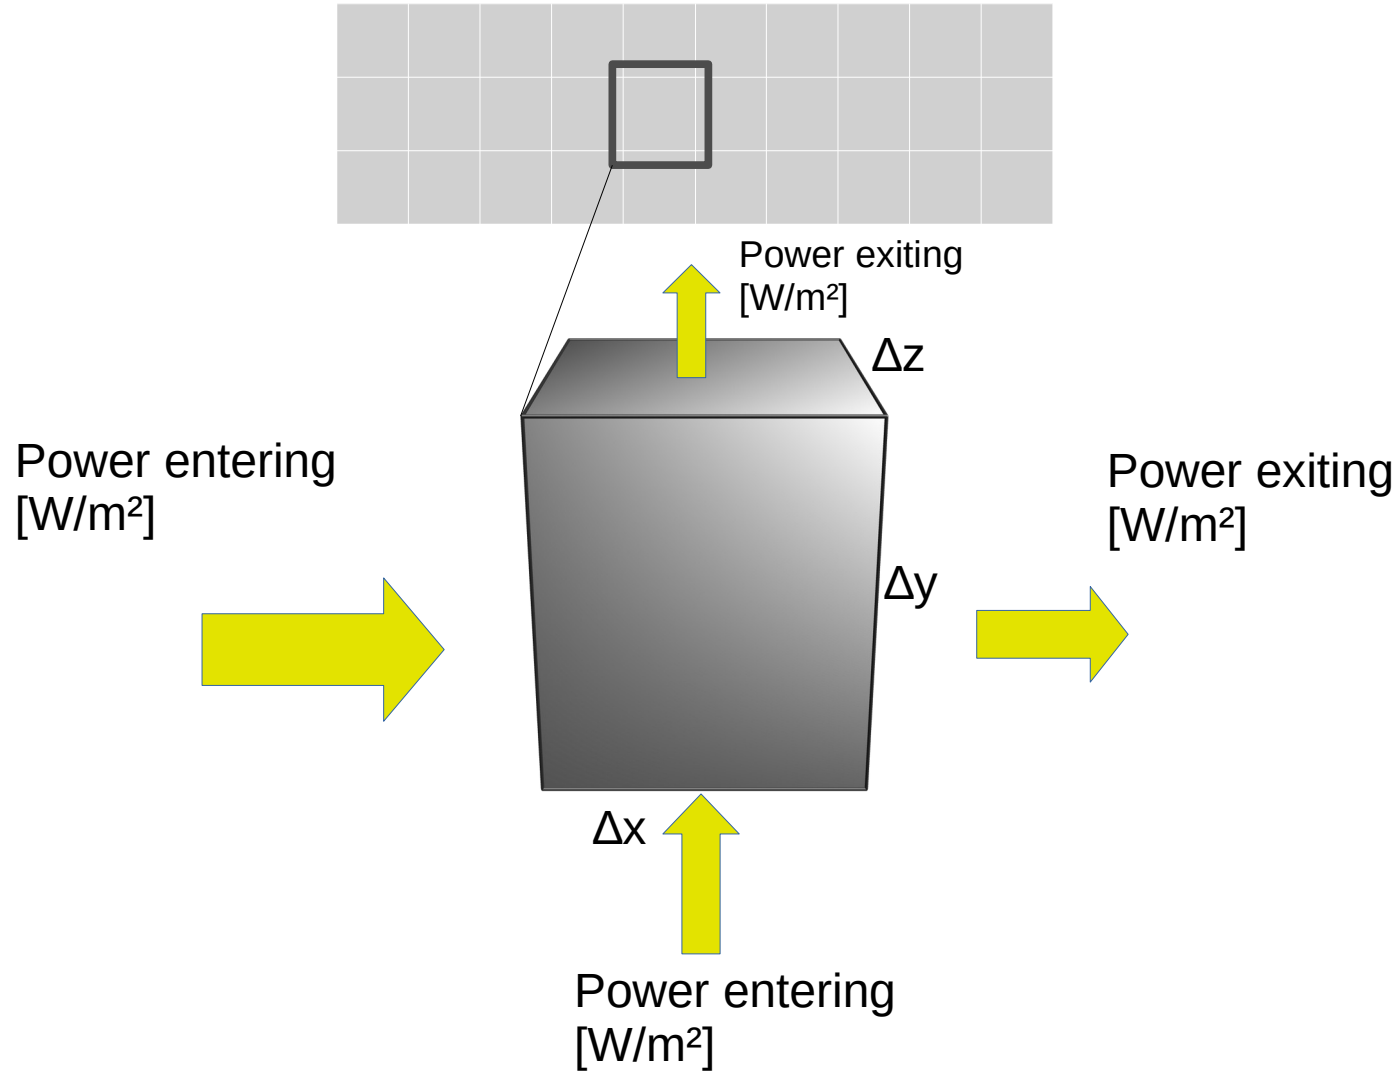 Power exiting
[W/m²]
Δz
Power entering
[W/m²]
Power exiting
[W/m²]
Δy
Δx
Power entering
[W/m²]